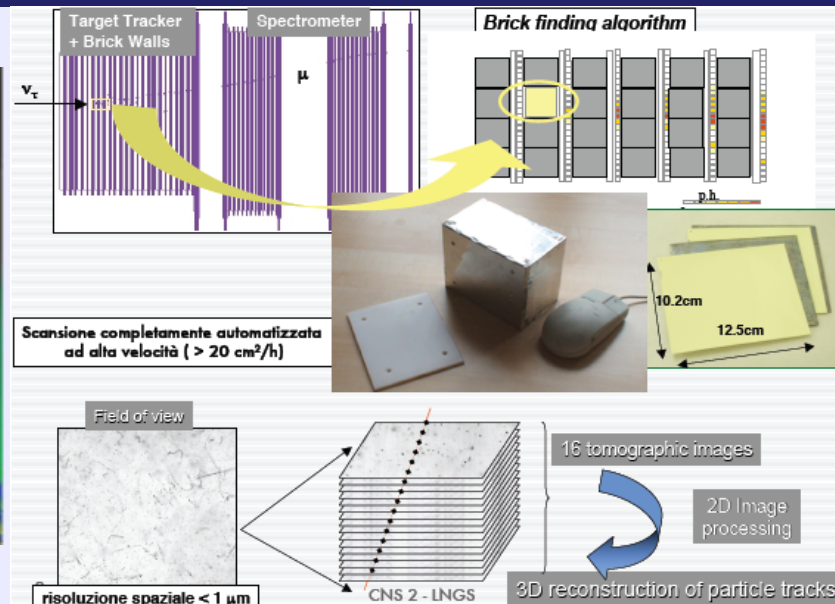 Target Tracker
+ Brick Walls
Spectrometer
μ
ντ
Brick finding algorithm
p.h.
10.2cm
12.5cm
Scansione completamente automatizzata
ad alta velocità ( > 20 cm²/h)
Field of view
16 tomographic images
2D Image
processing
3D reconstruction of particle tracks
CNS 2 - LNGS
risoluzione spaziale < 1 μm